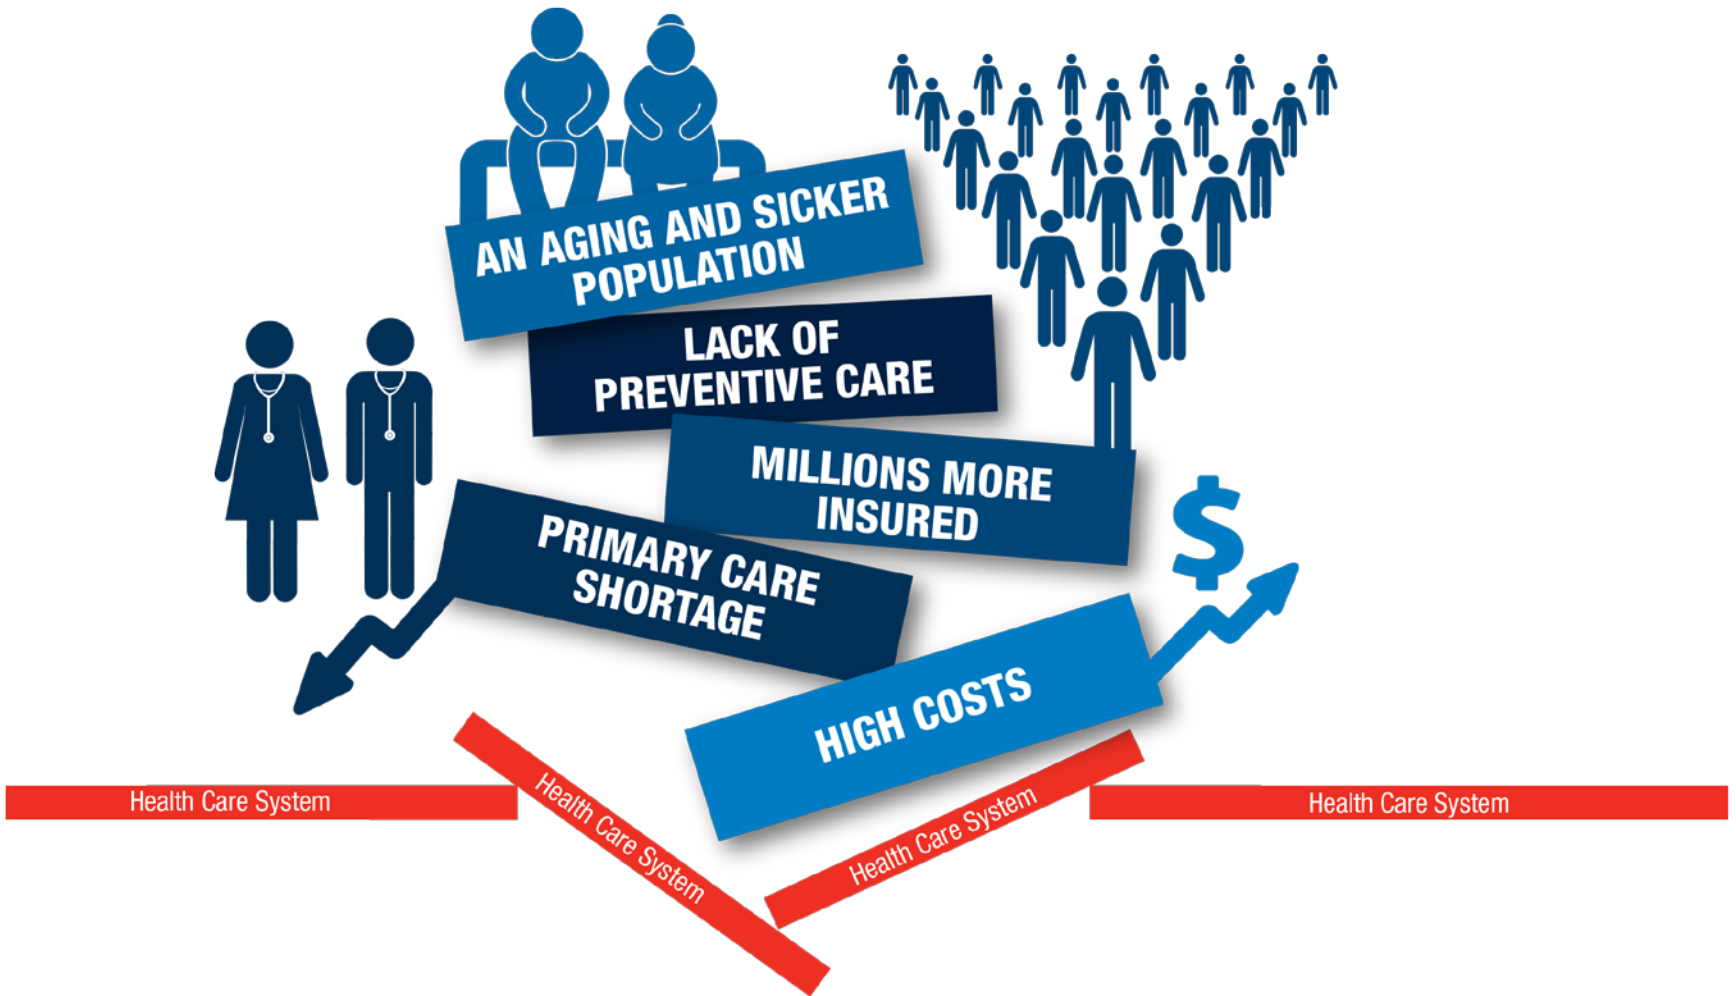 AN AGING AND SICKER
POPULATION
LACK OF
PREVENTIVE CARE
MILLIONS MORE
INSURED
PRIMARY CARE
SHORTAGE
$
HIGH COSTS
Health Care System
Health Care System
Health Care System
Health Care System